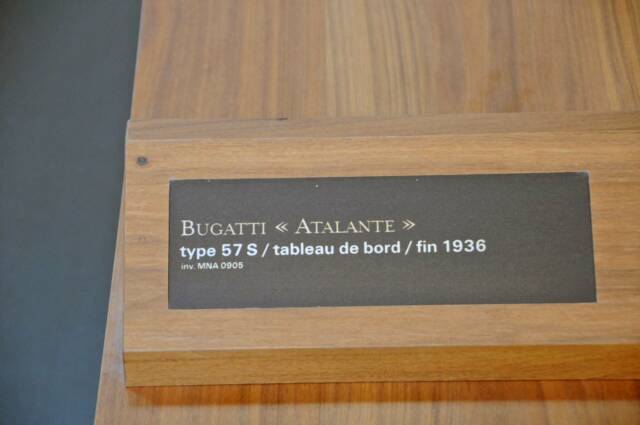 Bugatti « Atalante »
type 57 S / tableau de bord / fin 1936
inv. MNA 0905